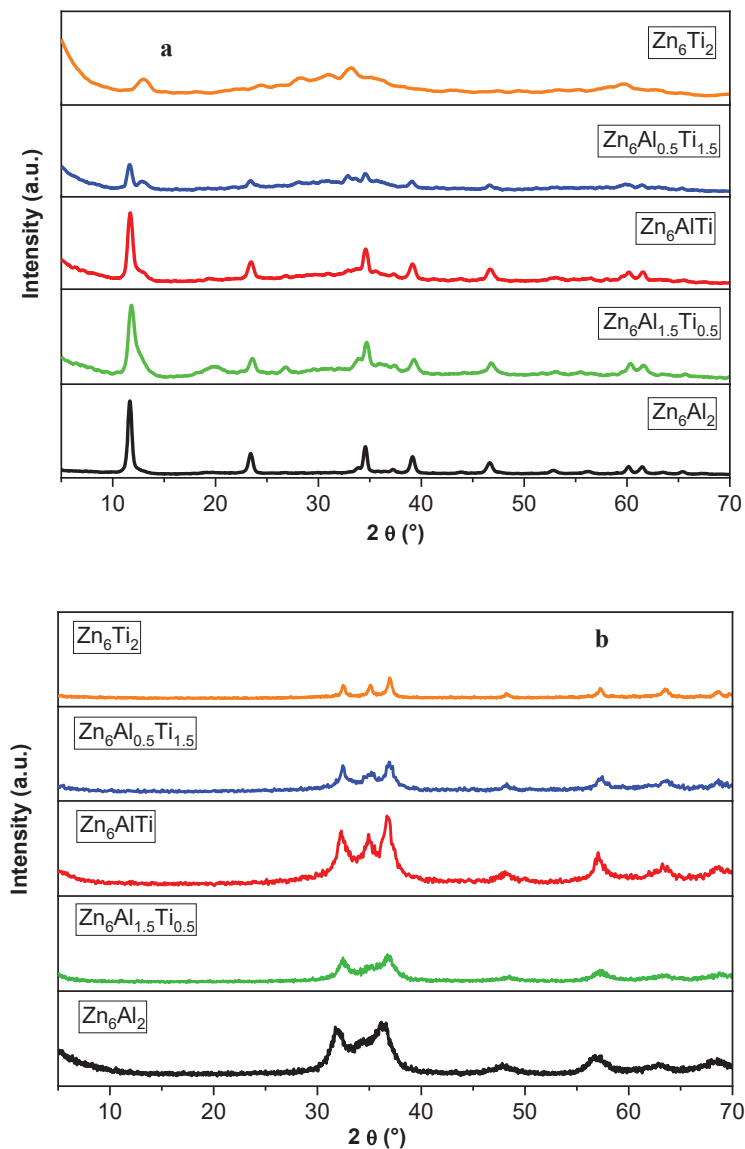 a
Zn₆Ti₂
Zn₆Al₀.₅Ti₁.₅
Zn₆AlTi
Zn₆Al₁.₅Ti₀.₅
Zn₆Al₂
Intensity (a.u.)
10 20 30 40 50 60 70
2 θ (°)
Zn₆Ti₂
b
Zn₆Al₀.₅Ti₁.₅
Zn₆AlTi
Zn₆Al₁.₅Ti₀.₅
Zn₆Al₂
Intensity (a.u.)
10 20 30 40 50 60 70
2 θ (°)